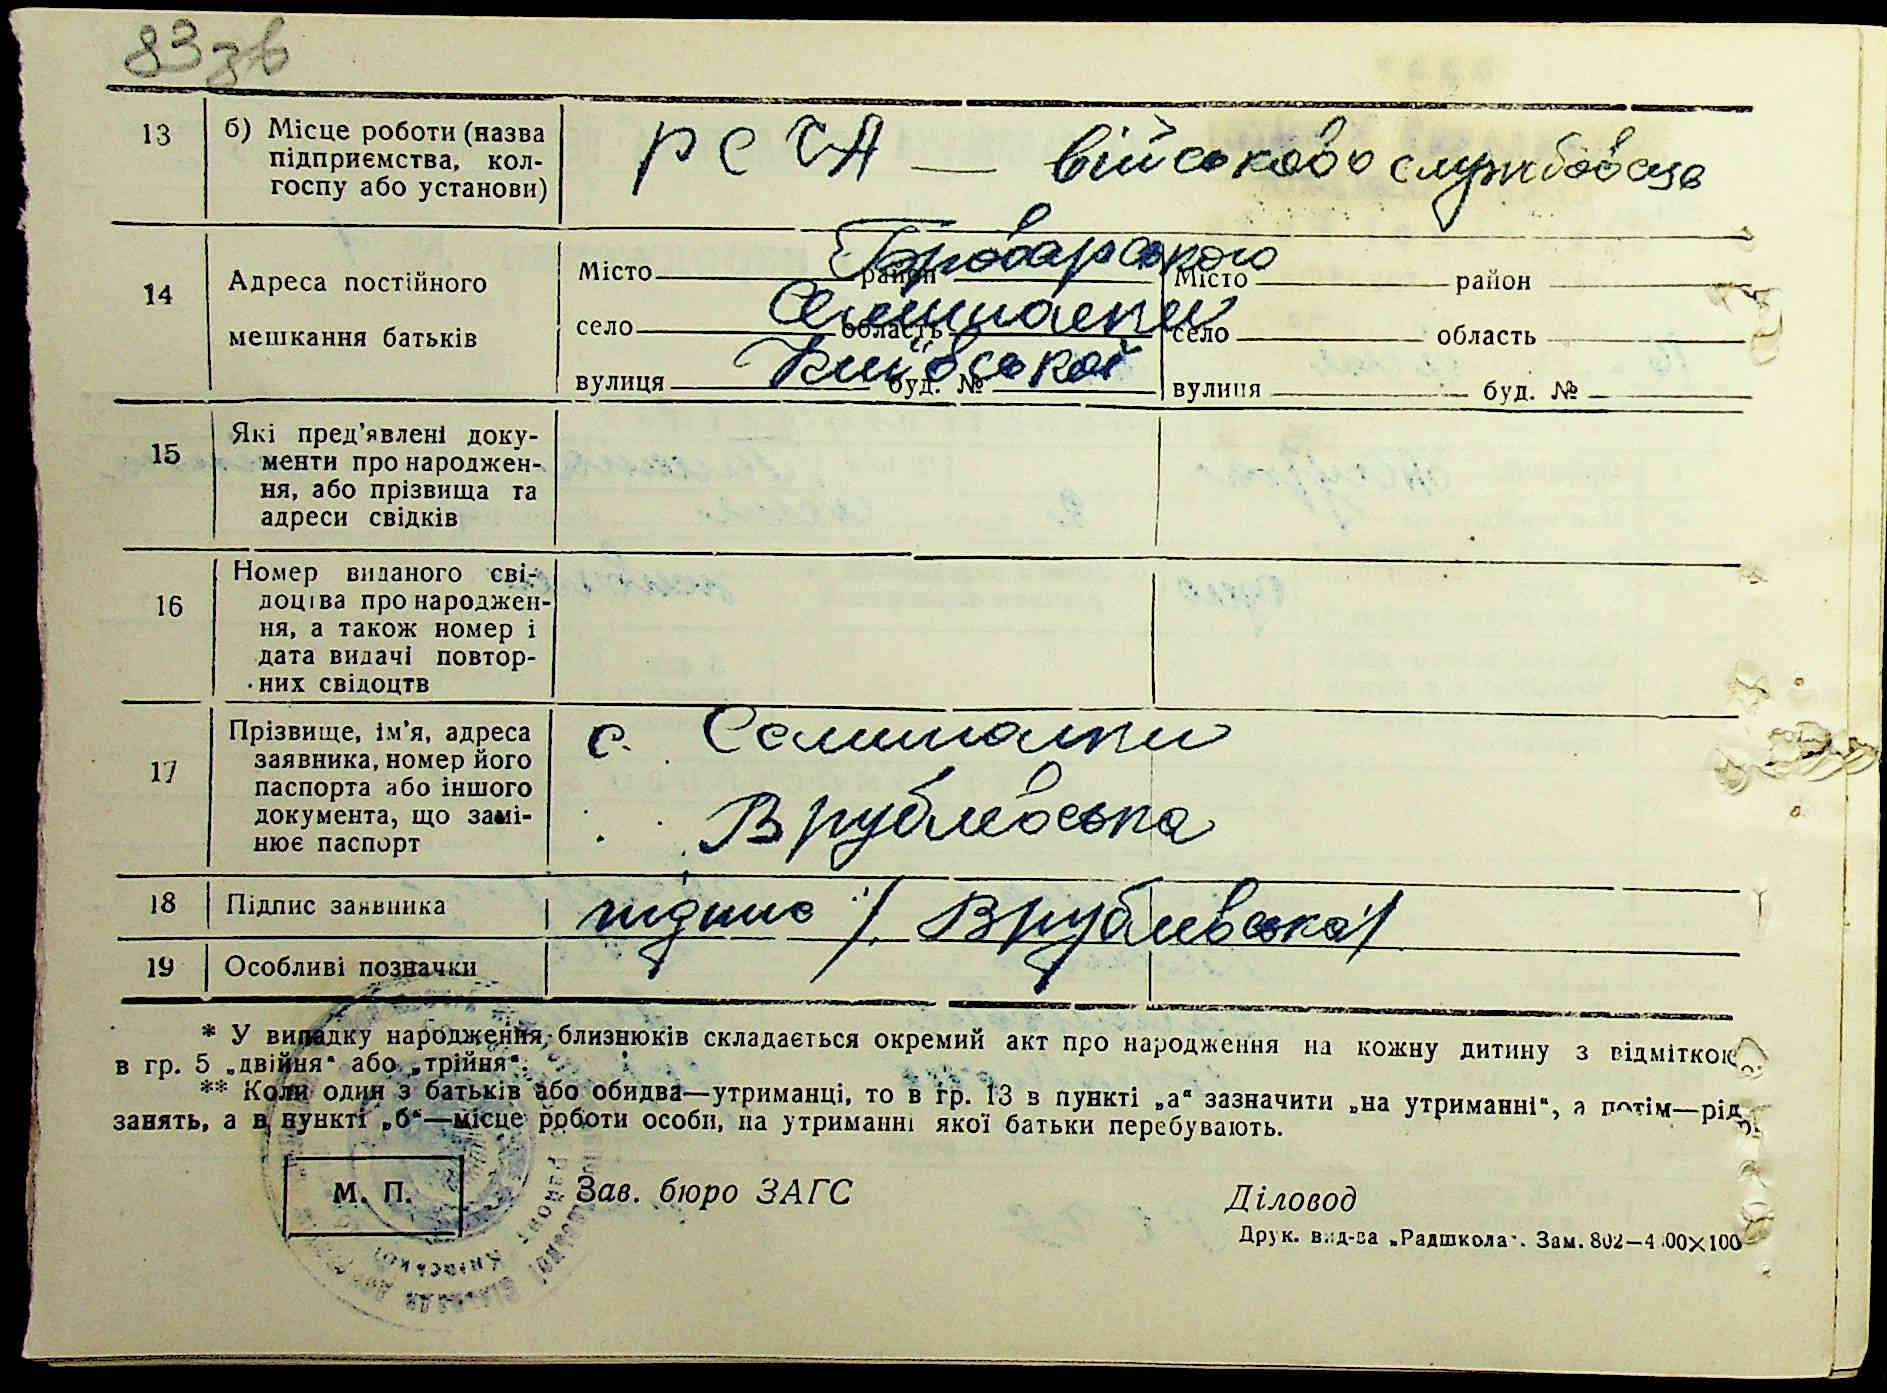 83 зв
13 б) Місце роботи (назва РСЧА — військовослужбовець
підприємства, кол-
госпу або установи)
14 Адреса постійного Місто район Броварського Місто район
мешкання батьків село Семиполки область село область
вулиця Київської буд. № вулиця буд. №
15 Які пред'явлені доку-
менти про народжен-
ня, або прізвища та
адреси свідків
16 Номер виданого сві-
доцтва про народжен-
ня, а також номер і
дата видачі повтор-
них свідоцтв
17 Прізвище, ім'я, адреса с. Семиполки
заявника, номер його
паспорта або іншого Врублевська
документа, що замі-
нює паспорт
18 Підпис заявника підпис /Врублевська/
19 Особливі позначки
* У випадку народження близнюків складається окремий акт про народження на кожну дитину з відміткою
в гр. 5 „двійня“ або „трійня“.
** Коли один з батьків або обидва—утриманці, то в гр. 13 в пункті „а“ зазначити „на утриманні“, а потім—рід
занять, а в пункті „б“—місце роботи особи, на утриманні якої батьки перебувають.
М. П. Зав. бюро ЗАГС Діловод
Друк. вид-ва „Радшкола“. Зам. 802—